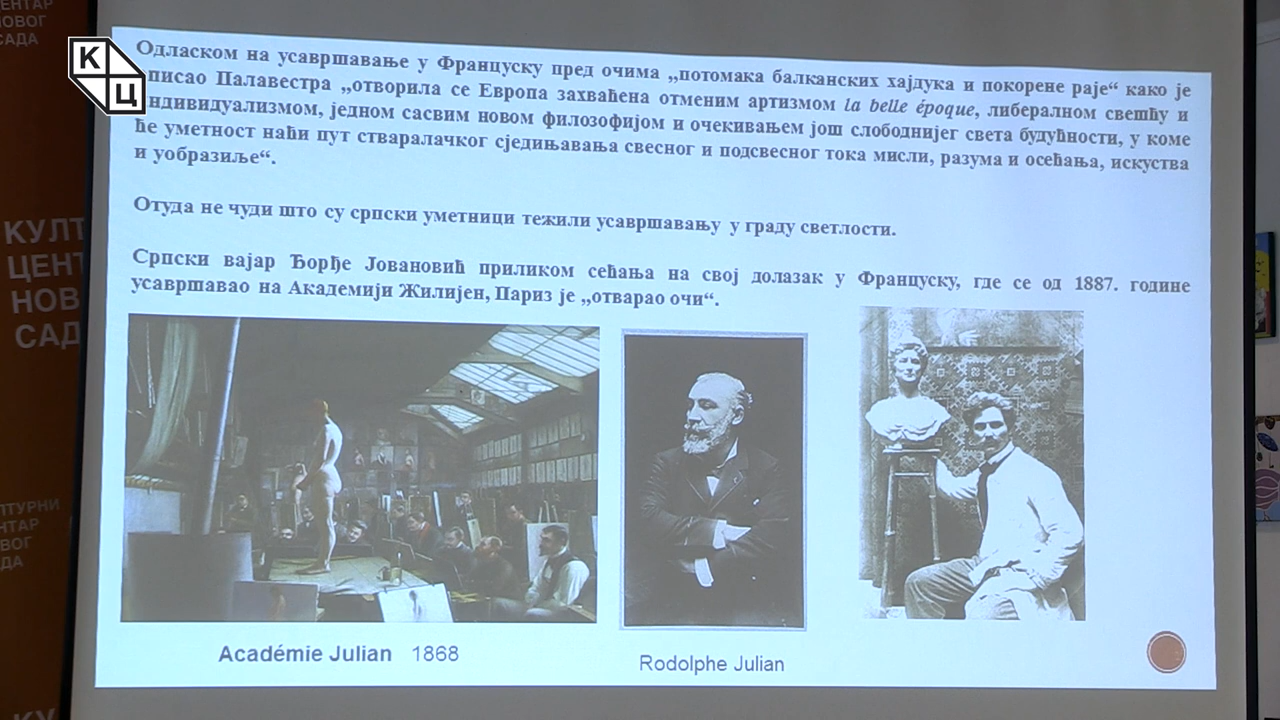 ЕНТАР
НОВОГ
САДА
КЦ
Одласком на усавршавање у Француску пред очима „потомака балканских хајдука и покорене раје“ како је
писао Палавестра „отворила се Европа захваћена отменим артизмом la belle époque, либералном свешћу и
ндивидуализмом, једном сасвим новом филозофијом и очекивањем још слободнијег света будућности, у коме
ће уметност наћи пут стваралачког сједињавања свесног и подсвесног тока мисли, разума и осећања, искуства
и уобразиље“.
Отуда не чуди што су српски уметници тежили усавршавању у граду светлости.
Српски вајар Ђорђе Јовановић приликом сећања на свој долазак у Француску, где се од 1887. године
усавршавао на Академији Жилијен, Париз је „отварао очи“.
КУЛТ
ЦЕНТ
НОВ
САД
ЛТУРНИ
ЕНТАР
ВОГ
ДА
Académie Julian 1868
Rodolphe Julian
КУ